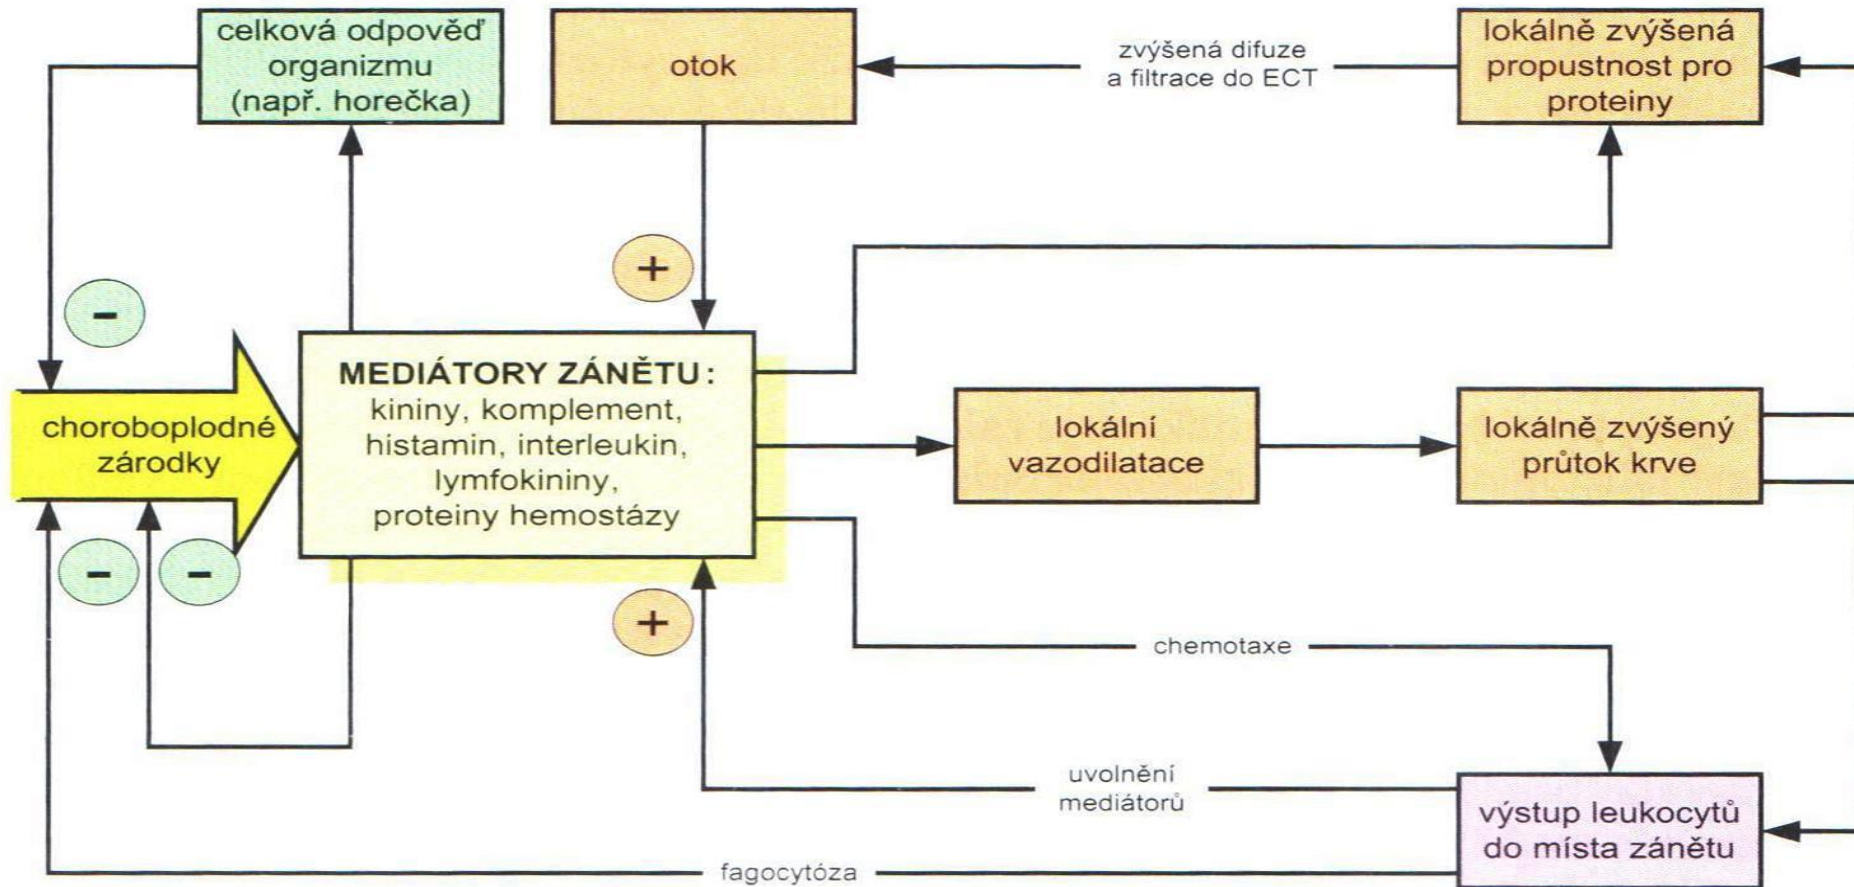 celková odpověď
organizmu
(např. horečka)
otok
zvýšená difuze
a filtrace do ECT
lokálně zvýšená
propustnost pro
proteiny
-
+
choroboplodné
zárodky
MEDIÁTORY ZÁNĚTU:
kininy, komplement,
histamin, interleukin,
lymfokininy,
proteiny hemostázy
lokální
vazodilatace
lokálně zvýšený
průtok krve
-
-
+
chemotaxe
uvolnění
mediátorů
výstup leukocytů
do místa zánětu
fagocytóza